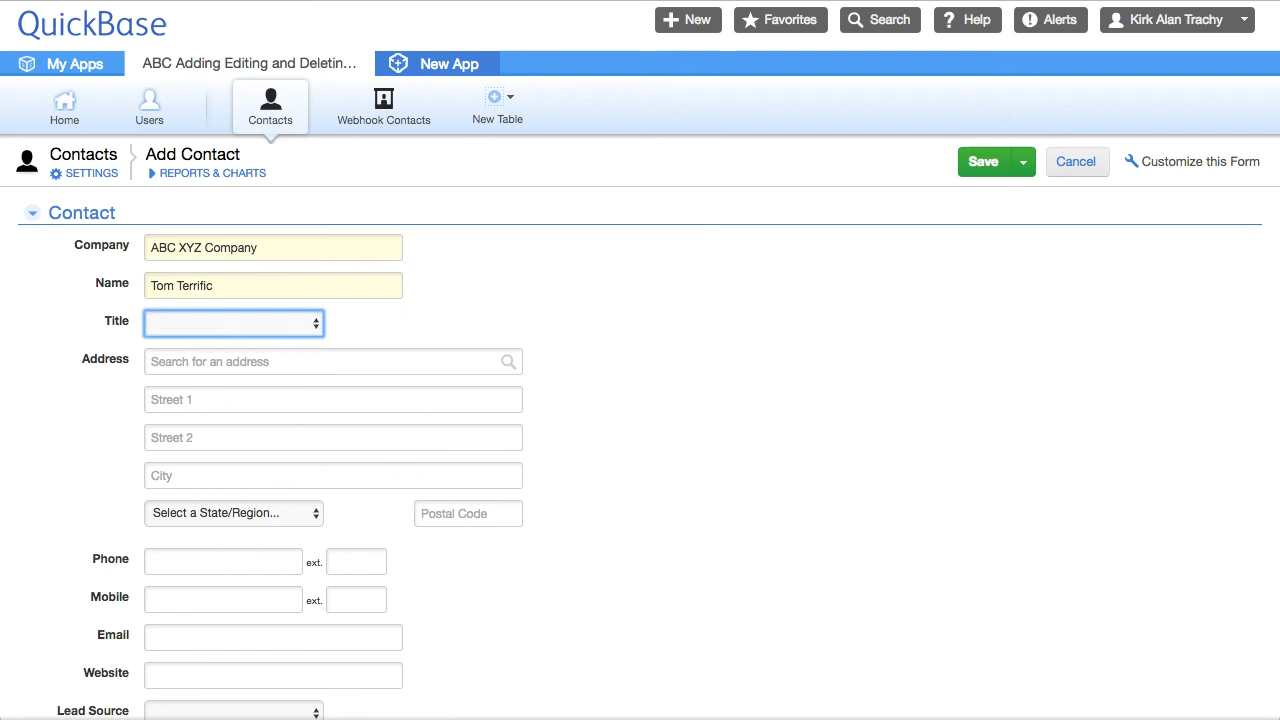 QuickBase
New
Favorites
Search
Help
Alerts
Kirk Alan Trachy
My Apps
ABC Adding Editing and Deletin...
New App
Home
Users
Contacts
Webhook Contacts
New Table
Contacts
Add Contact
SETTINGS
REPORTS & CHARTS
Save
Cancel
Customize this Form
Contact
Company ABC XYZ Company
Name Tom Terrific
Title
Address Search for an address
Street 1
Street 2
City
Select a State/Region... Postal Code
Phone ext.
Mobile ext.
Email
Website
Lead Source